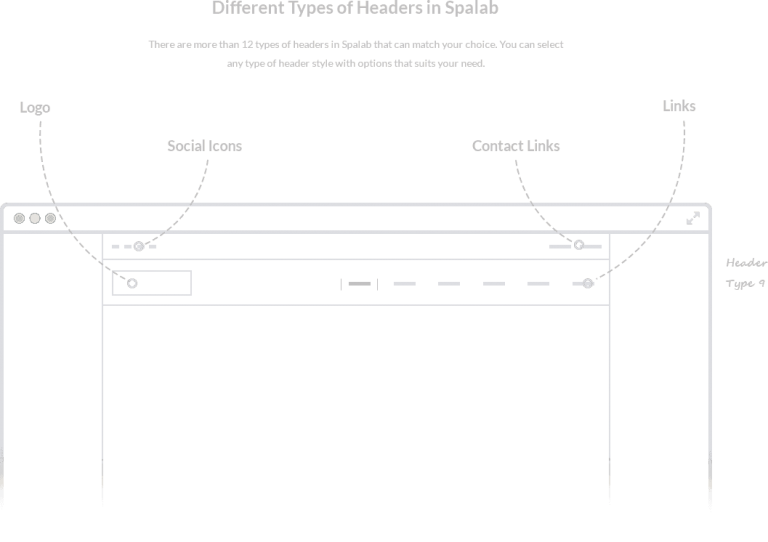 Different Types of Headers in Spalab
There are more than 12 types of headers in Spalab that can match your choice. You can select
any type of header style with options that suits your need.
Logo
Links
Social Icons
Contact Links
Header
Type 9